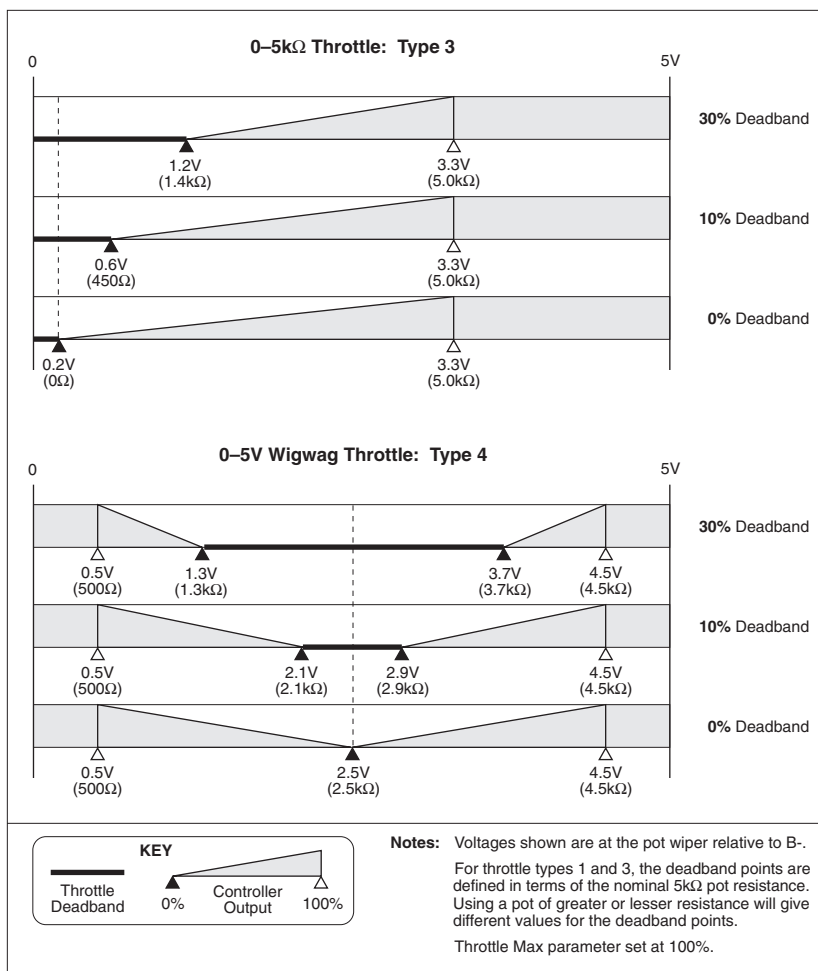 0–5kΩ Throttle: Type 3
0
5V
30% Deadband
1.2V
(1.4kΩ)
3.3V
(5.0kΩ)
10% Deadband
0.6V
(450Ω)
3.3V
(5.0kΩ)
0% Deadband
0.2V
(0Ω)
3.3V
(5.0kΩ)
0–5V Wigwag Throttle: Type 4
0
5V
30% Deadband
0.5V
(500Ω)
1.3V
(1.3kΩ)
3.7V
(3.7kΩ)
4.5V
(4.5kΩ)
10% Deadband
0.5V
(500Ω)
2.1V
(2.1kΩ)
2.9V
(2.9kΩ)
4.5V
(4.5kΩ)
0% Deadband
0.5V
(500Ω)
2.5V
(2.5kΩ)
4.5V
(4.5kΩ)
KEY
Throttle
Deadband
0%
Controller
Output
100%
Notes: Voltages shown are at the pot wiper relative to B-.
For throttle types 1 and 3, the deadband points are
defined in terms of the nominal 5kΩ pot resistance.
Using a pot of greater or lesser resistance will give
different values for the deadband points.
Throttle Max parameter set at 100%.